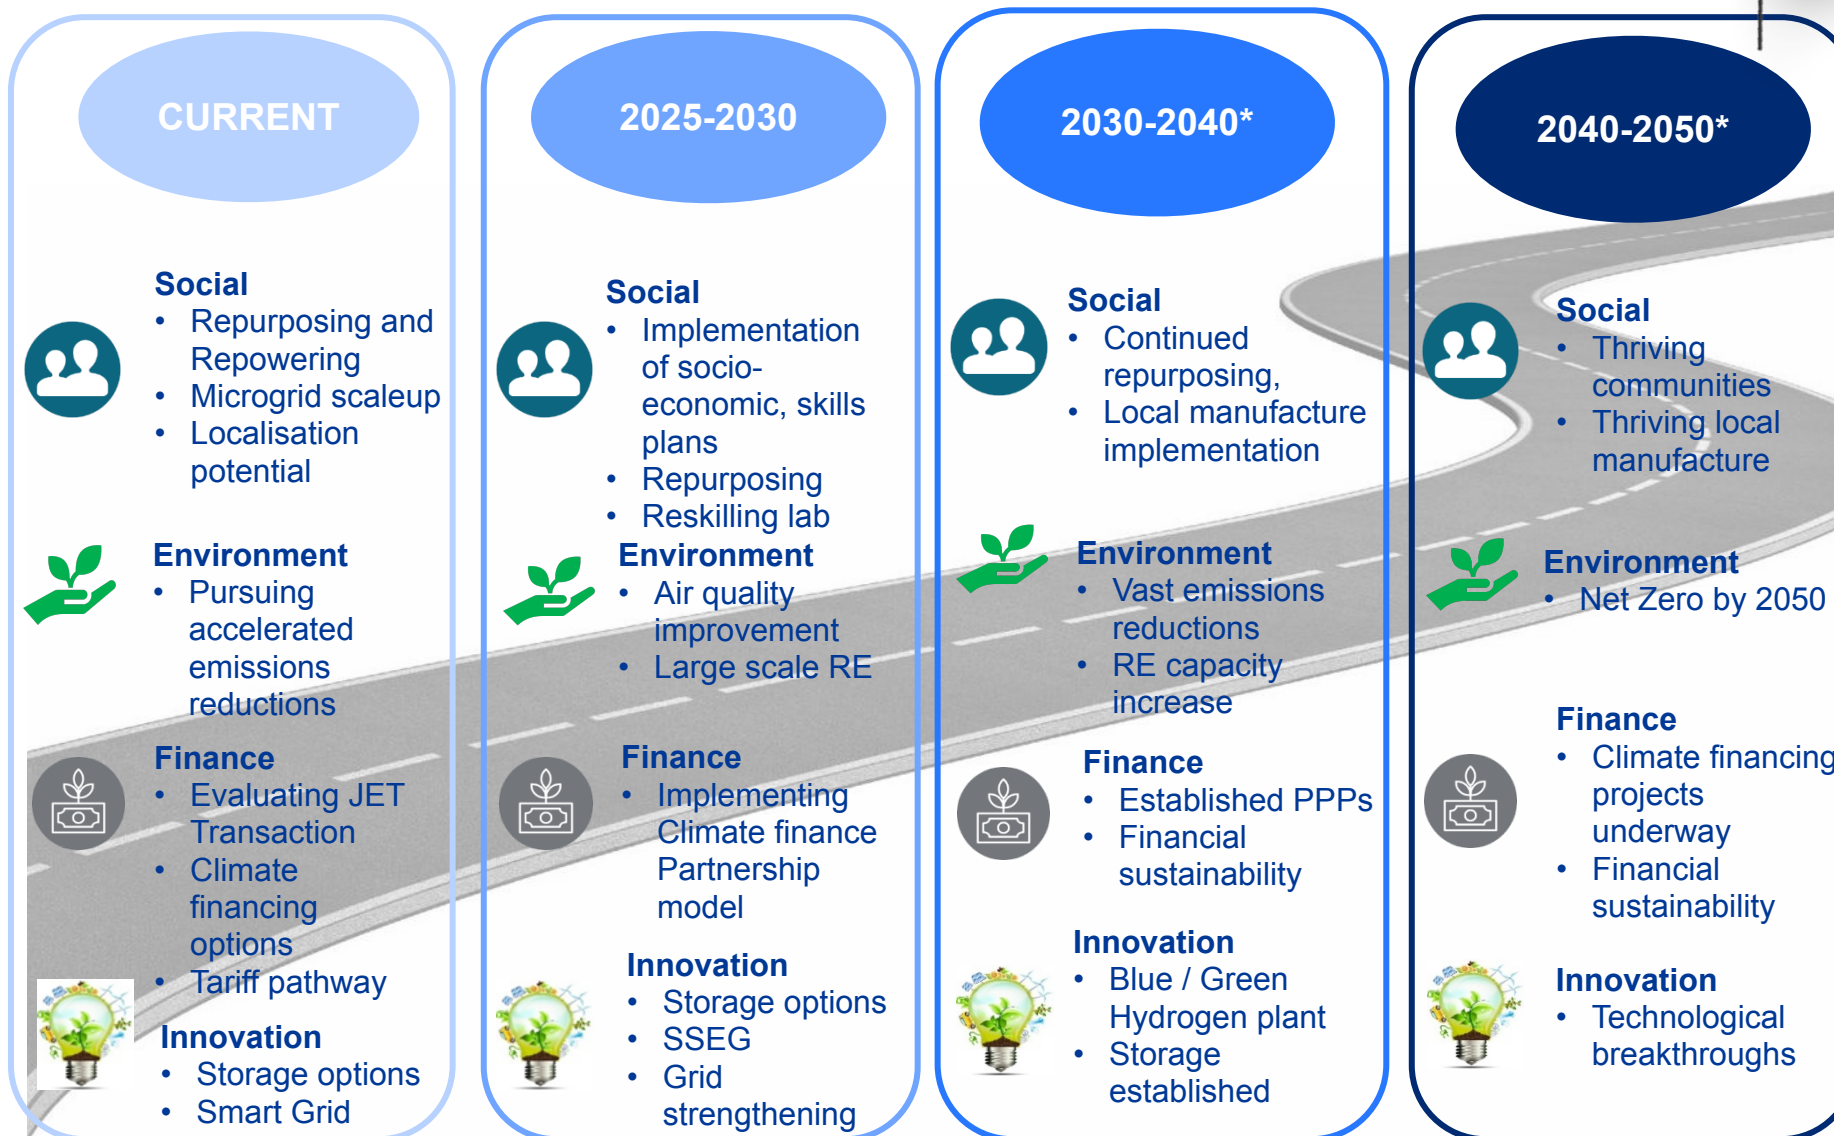 CURRENT
Social
• Repurposing and
Repowering
• Microgrid scaleup
• Localisation
potential
Environment
• Pursuing
accelerated
emissions
reductions
Finance
• Evaluating JET
Transaction
• Climate
financing
options
• Tariff pathway
Innovation
• Storage options
• Smart Grid
2025-2030
Social
• Implementation
of socio-
economic, skills
plans
• Repurposing
• Reskilling lab
Environment
• Air quality
improvement
• Large scale RE
Finance
• Implementing
Climate finance
Partnership
model
Innovation
• Storage options
• SSEG
• Grid
strengthening
2030-2040*
Social
• Continued
repurposing,
• Local manufacture
implementation
Environment
• Vast emissions
reductions
• RE capacity
increase
Finance
• Established PPPs
• Financial
sustainability
Innovation
• Blue / Green
Hydrogen plant
• Storage
established
2040-2050*
Social
• Thriving
communities
• Thriving local
manufacture
Environment
• Net Zero by 2050
Finance
• Climate financing
projects
underway
• Financial
sustainability
Innovation
• Technological
breakthroughs